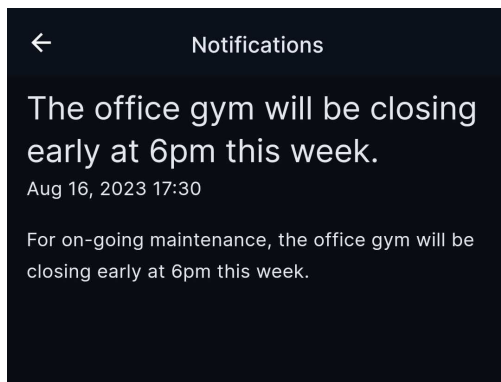 Notifications
The office gym will be closing
early at 6pm this week.
Aug 16, 2023 17:30
For on-going maintenance, the office gym will be
closing early at 6pm this week.